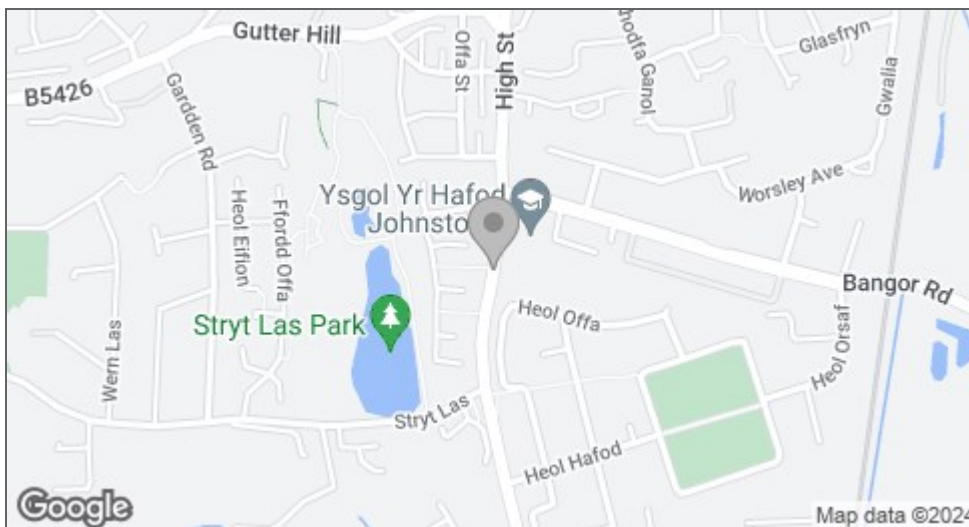 Gutter Hill
B5426
Gardden Rd
Offa St
High St
Glasfryn
Gwalia
Worsley Ave
Ysgol Yr Hafod
Heol Eifion
Ffordd Offa
Bangor Rd
Stryt Las Park
Heol Offa
Wern Las
Heol Orsaf
Stryt Las
Heol Hafod
Google
Map data ©2024